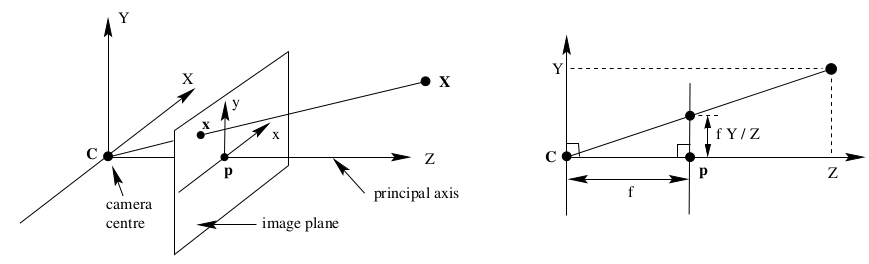 Y
X
X
x
y
x
C
p
Z
camera
centre
principal axis
image plane
Y
f Y / Z
C
p
Z
f